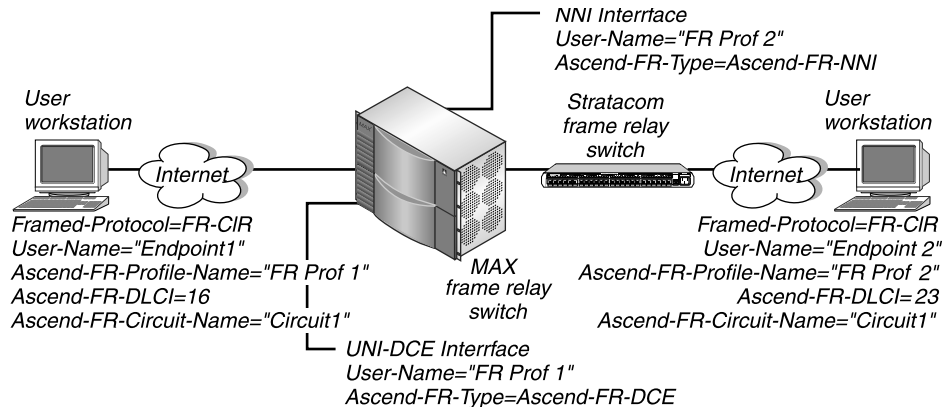 NNI Interrface
User-Name="FR Prof 2"
Ascend-FR-Type=Ascend-FR-NNI
User
workstation
Stratacom
frame relay
switch
User
workstation
MAX
Internet
Internet
Framed-Protocol=FR-CIR
User-Name="Endpoint1"
Ascend-FR-Profile-Name="FR Prof 1"
Ascend-FR-DLCI=16
Ascend-FR-Circuit-Name="Circuit1"
MAX
frame relay
switch
Framed-Protocol=FR-CIR
User-Name="Endpoint 2"
Ascend-FR-Profile-Name="FR Prof 2"
Ascend-FR-DLCI=23
Ascend-FR-Circuit-Name="Circuit1"
UNI-DCE Interrface
User-Name="FR Prof 1"
Ascend-FR-Type=Ascend-FR-DCE